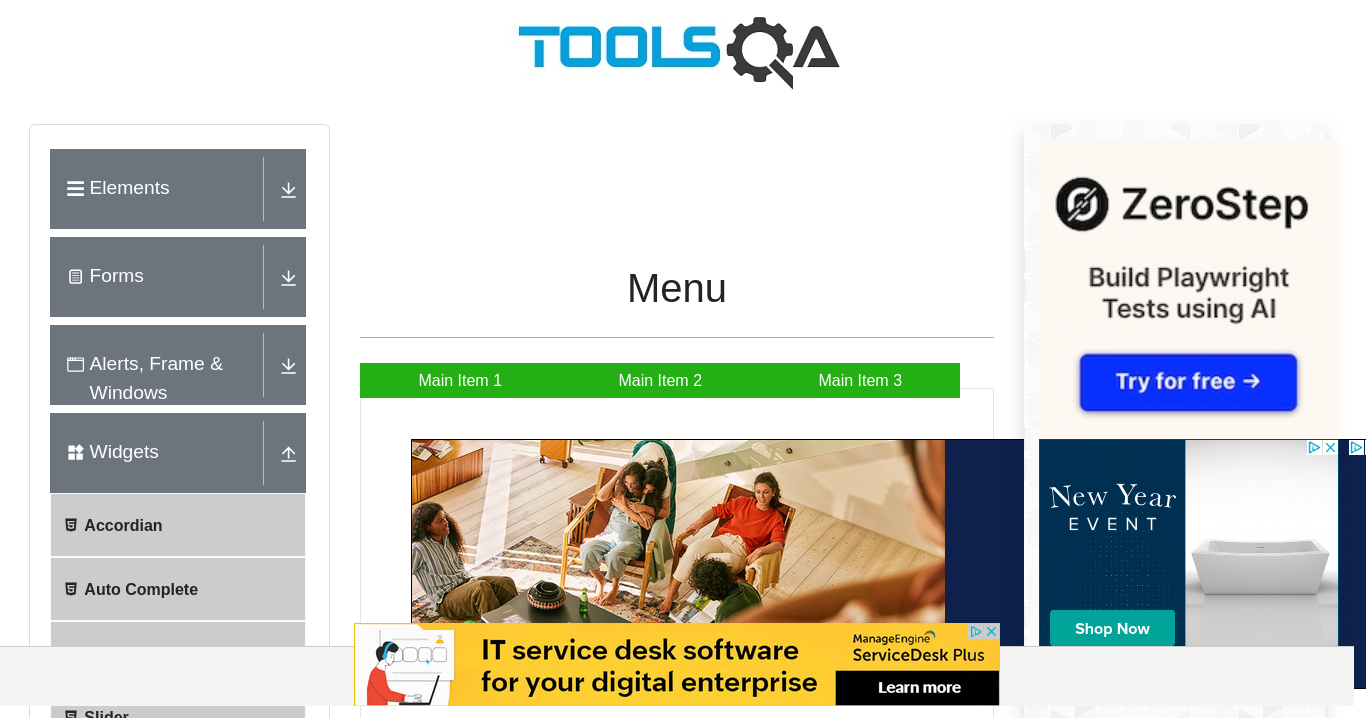 TOOLSQA
Elements
Forms
Alerts, Frame &
Windows
Widgets
Accordian
Auto Complete
Slider
Menu
Main Item 1
Main Item 2
Main Item 3
ZeroStep
Build Playwright
Tests using AI
Try for free →
New Year
EVENT
Shop Now
IT service desk software
for your digital enterprise
ManageEngine
ServiceDesk Plus
Learn more